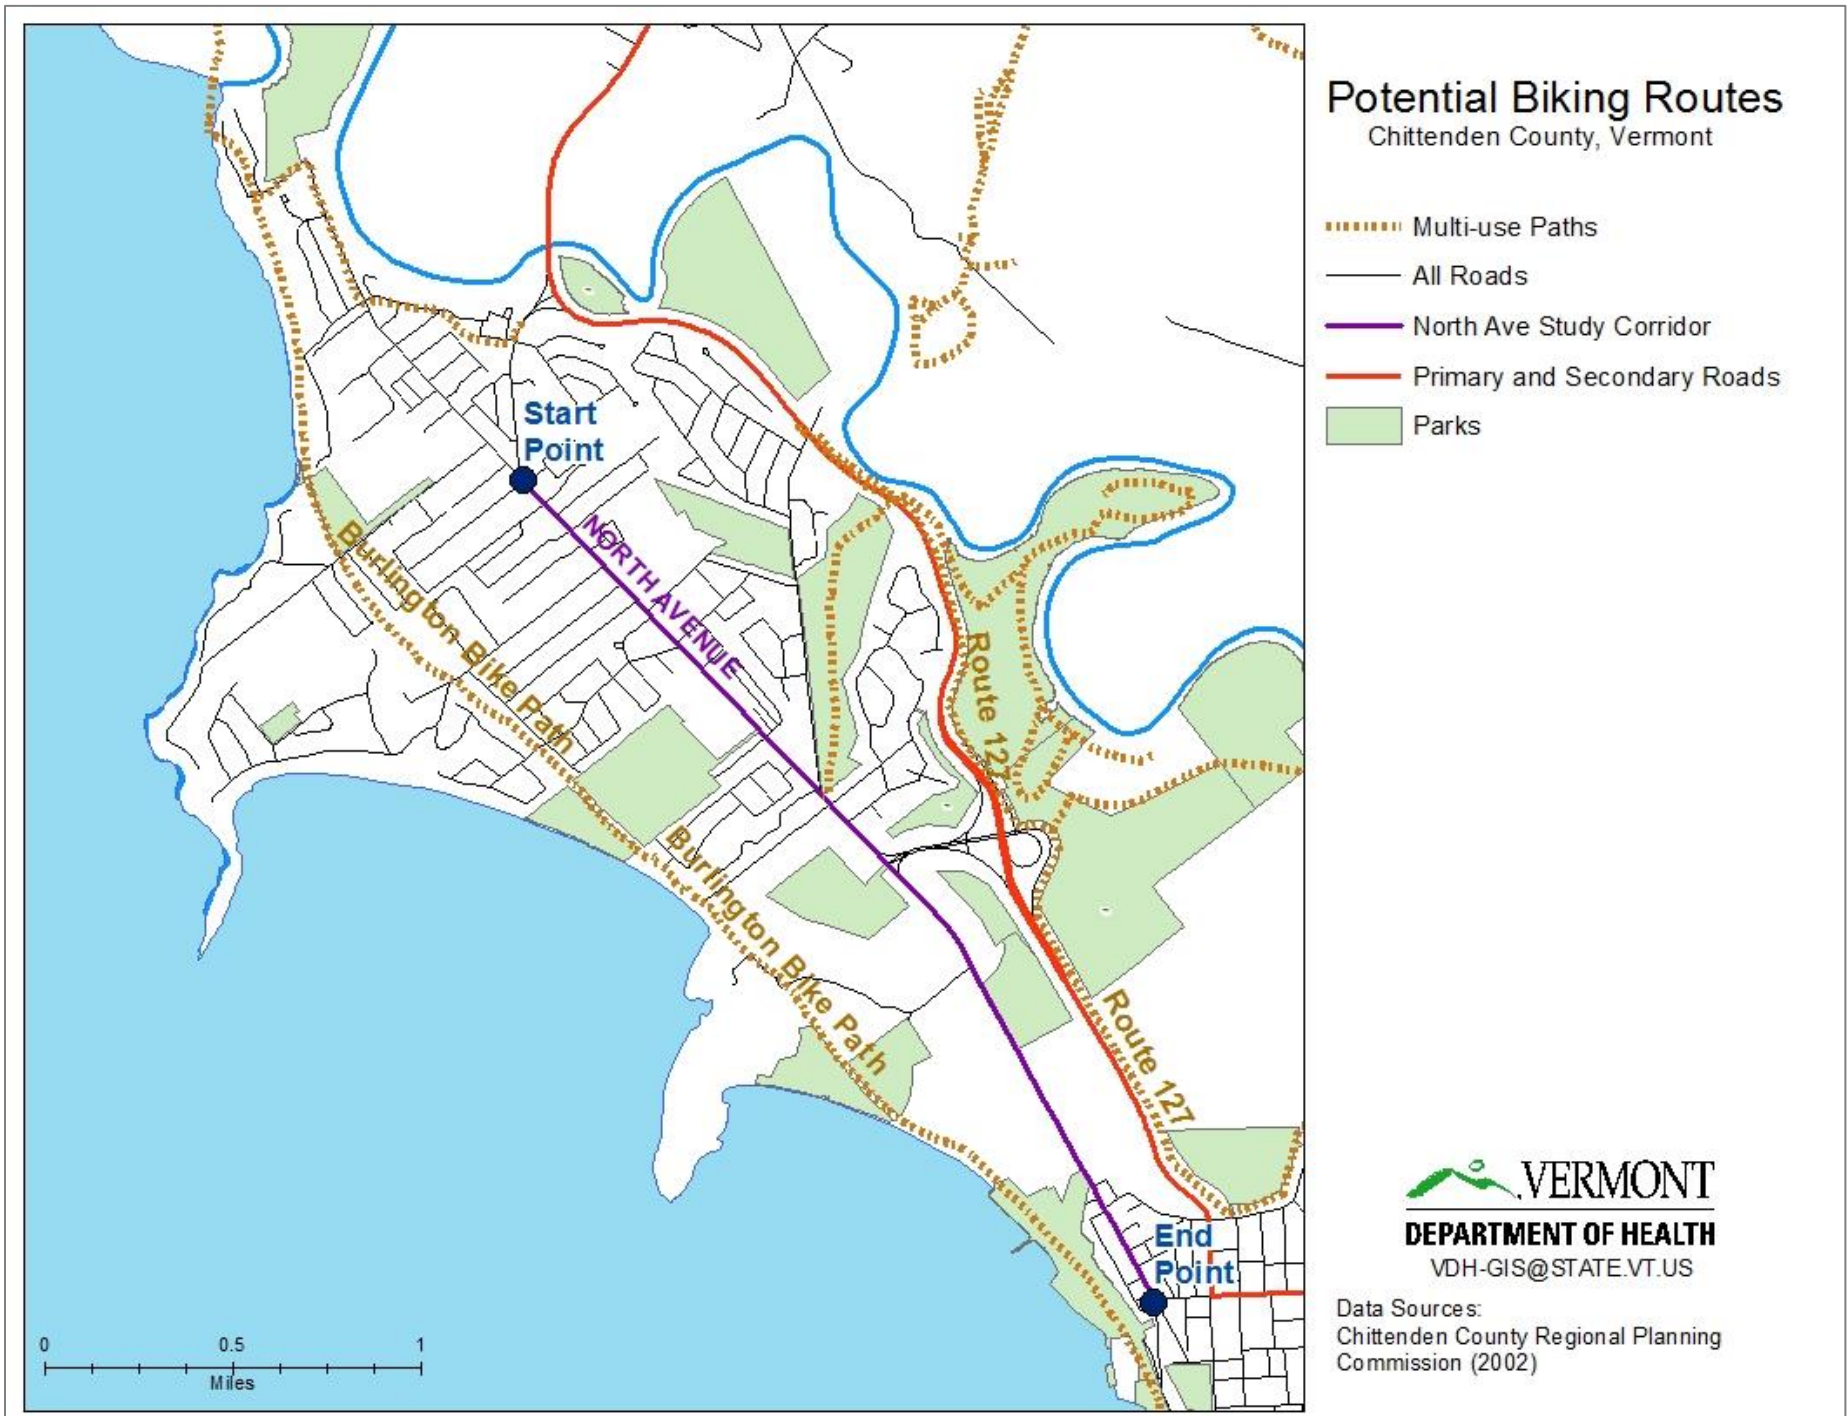 Potential Biking Routes
Chittenden County, Vermont
Multi-use Paths
All Roads
North Ave Study Corridor
Primary and Secondary Roads
Parks
Start
Point
NORTH AVENUE
Burlington Bike Path
Route 127
Burlington Bike Path
Route 127
End
Point
0 0.5 1
Miles
VERMONT
DEPARTMENT OF HEALTH
VDH-GIS@STATE.VT.US
Data Sources:
Chittenden County Regional Planning
Commission (2002)